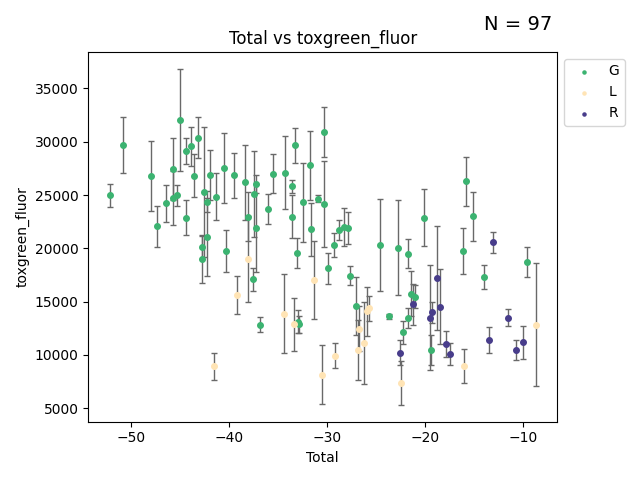 N = 97
Total vs toxgreen_fluor
G
L
R
toxgreen_fluor
35000
30000
25000
20000
15000
10000
5000
−50
−40
−30
−20
−10
Total